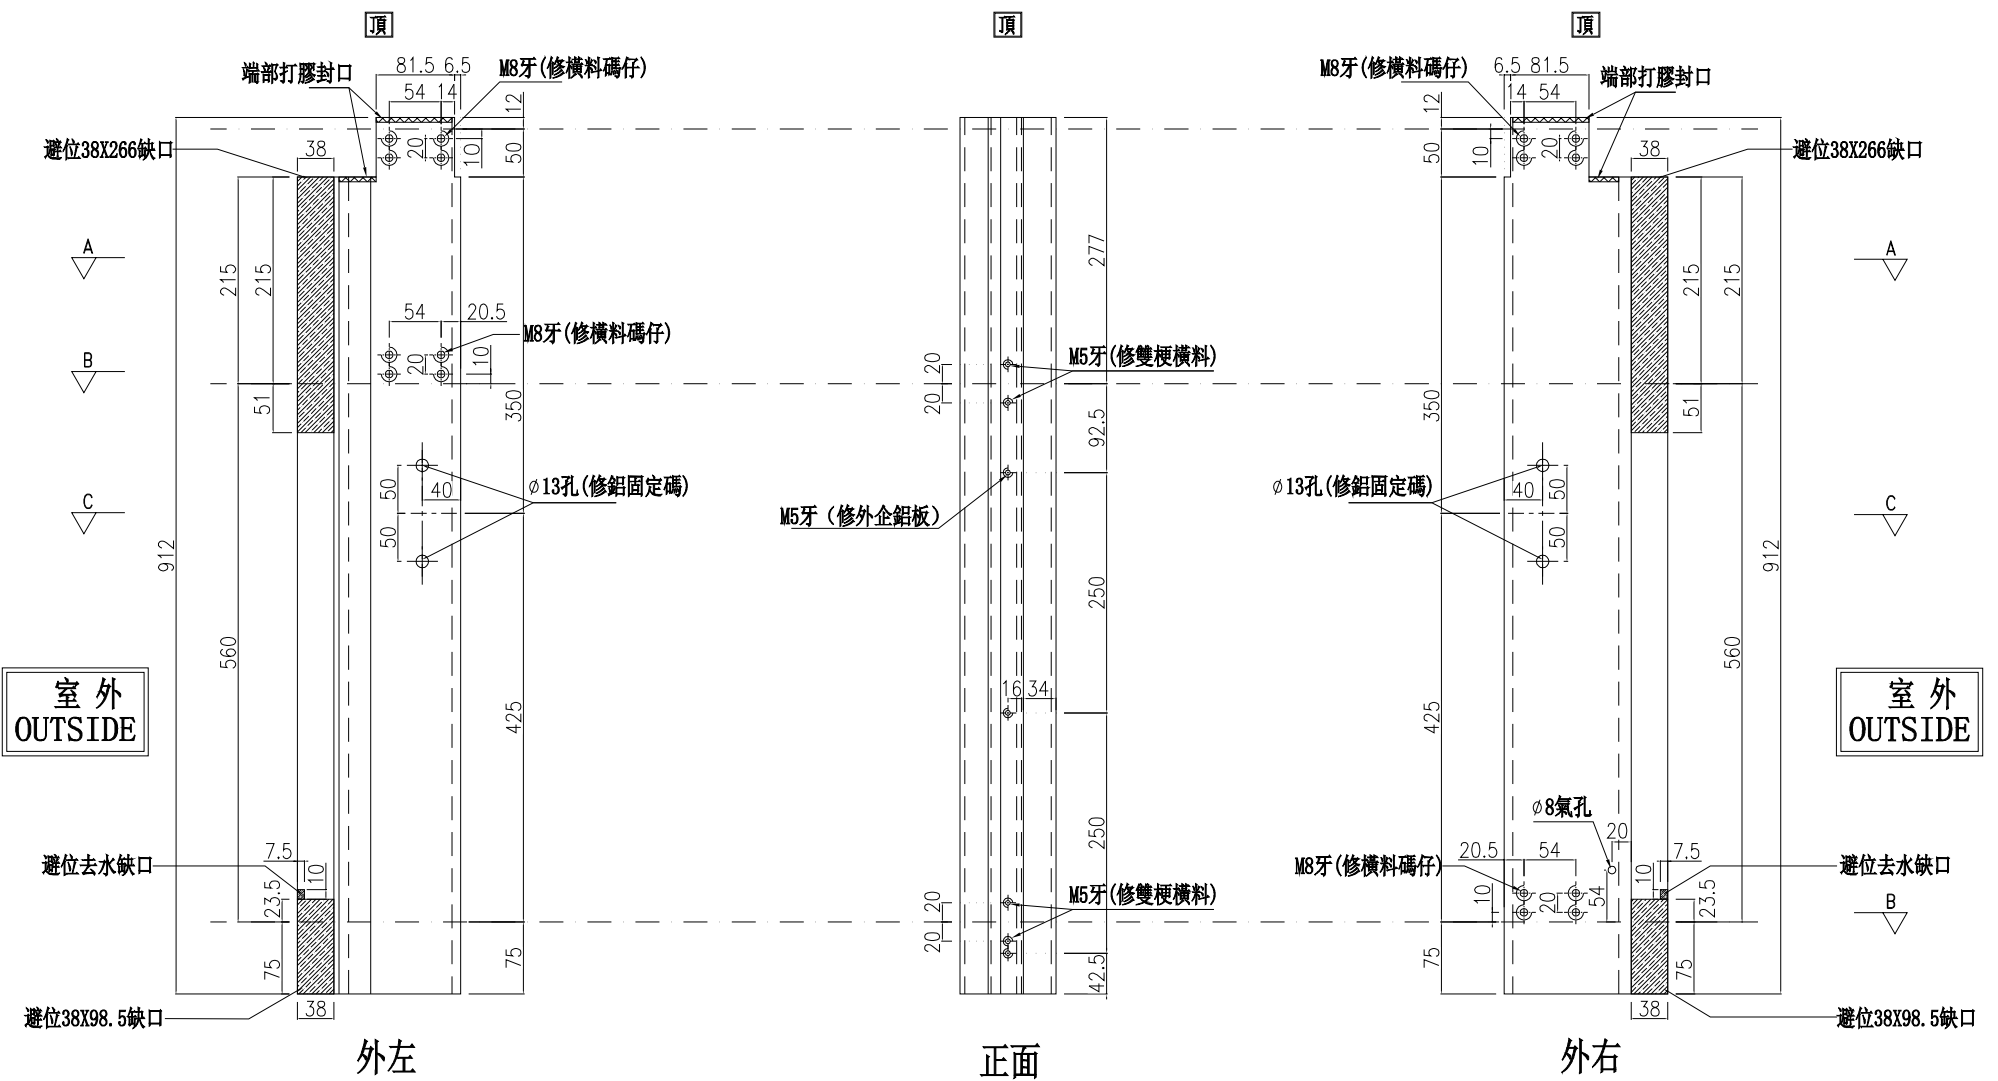 頂
頂
頂
端部打膠封口
81.5
6.5
M8牙(修橫料碼仔)
54
14
12
50
20
10
避位38X266缺口
38
A
215
215
54
20.5
M8牙(修橫料碼仔)
20
10
B
51
350
C
50
40
50
∅13孔(修鋁固定碼)
912
560
425
室外
OUTSIDE
7.5
避位去水缺口
10
23.5
75
75
38
避位38X98.5缺口
外左
277
20
20
M5牙(修雙梗橫料)
92.5
M5牙（修外企鋁板）
250
16
34
250
20
20
M5牙(修雙梗橫料)
42.5
正面
M8牙(修橫料碼仔)
6.5
81.5
端部打膠封口
14
54
12
50
10
20
38
避位38X266缺口
A
215
215
350
51
∅13孔(修鋁固定碼)
40
50
50
C
912
560
425
室外
OUTSIDE
∅8氣孔
20
20.5
54
7.5
M8牙(修橫料碼仔)
避位去水缺口
10
20
54
10
23.5
B
75
75
38
避位38X98.5缺口
外右